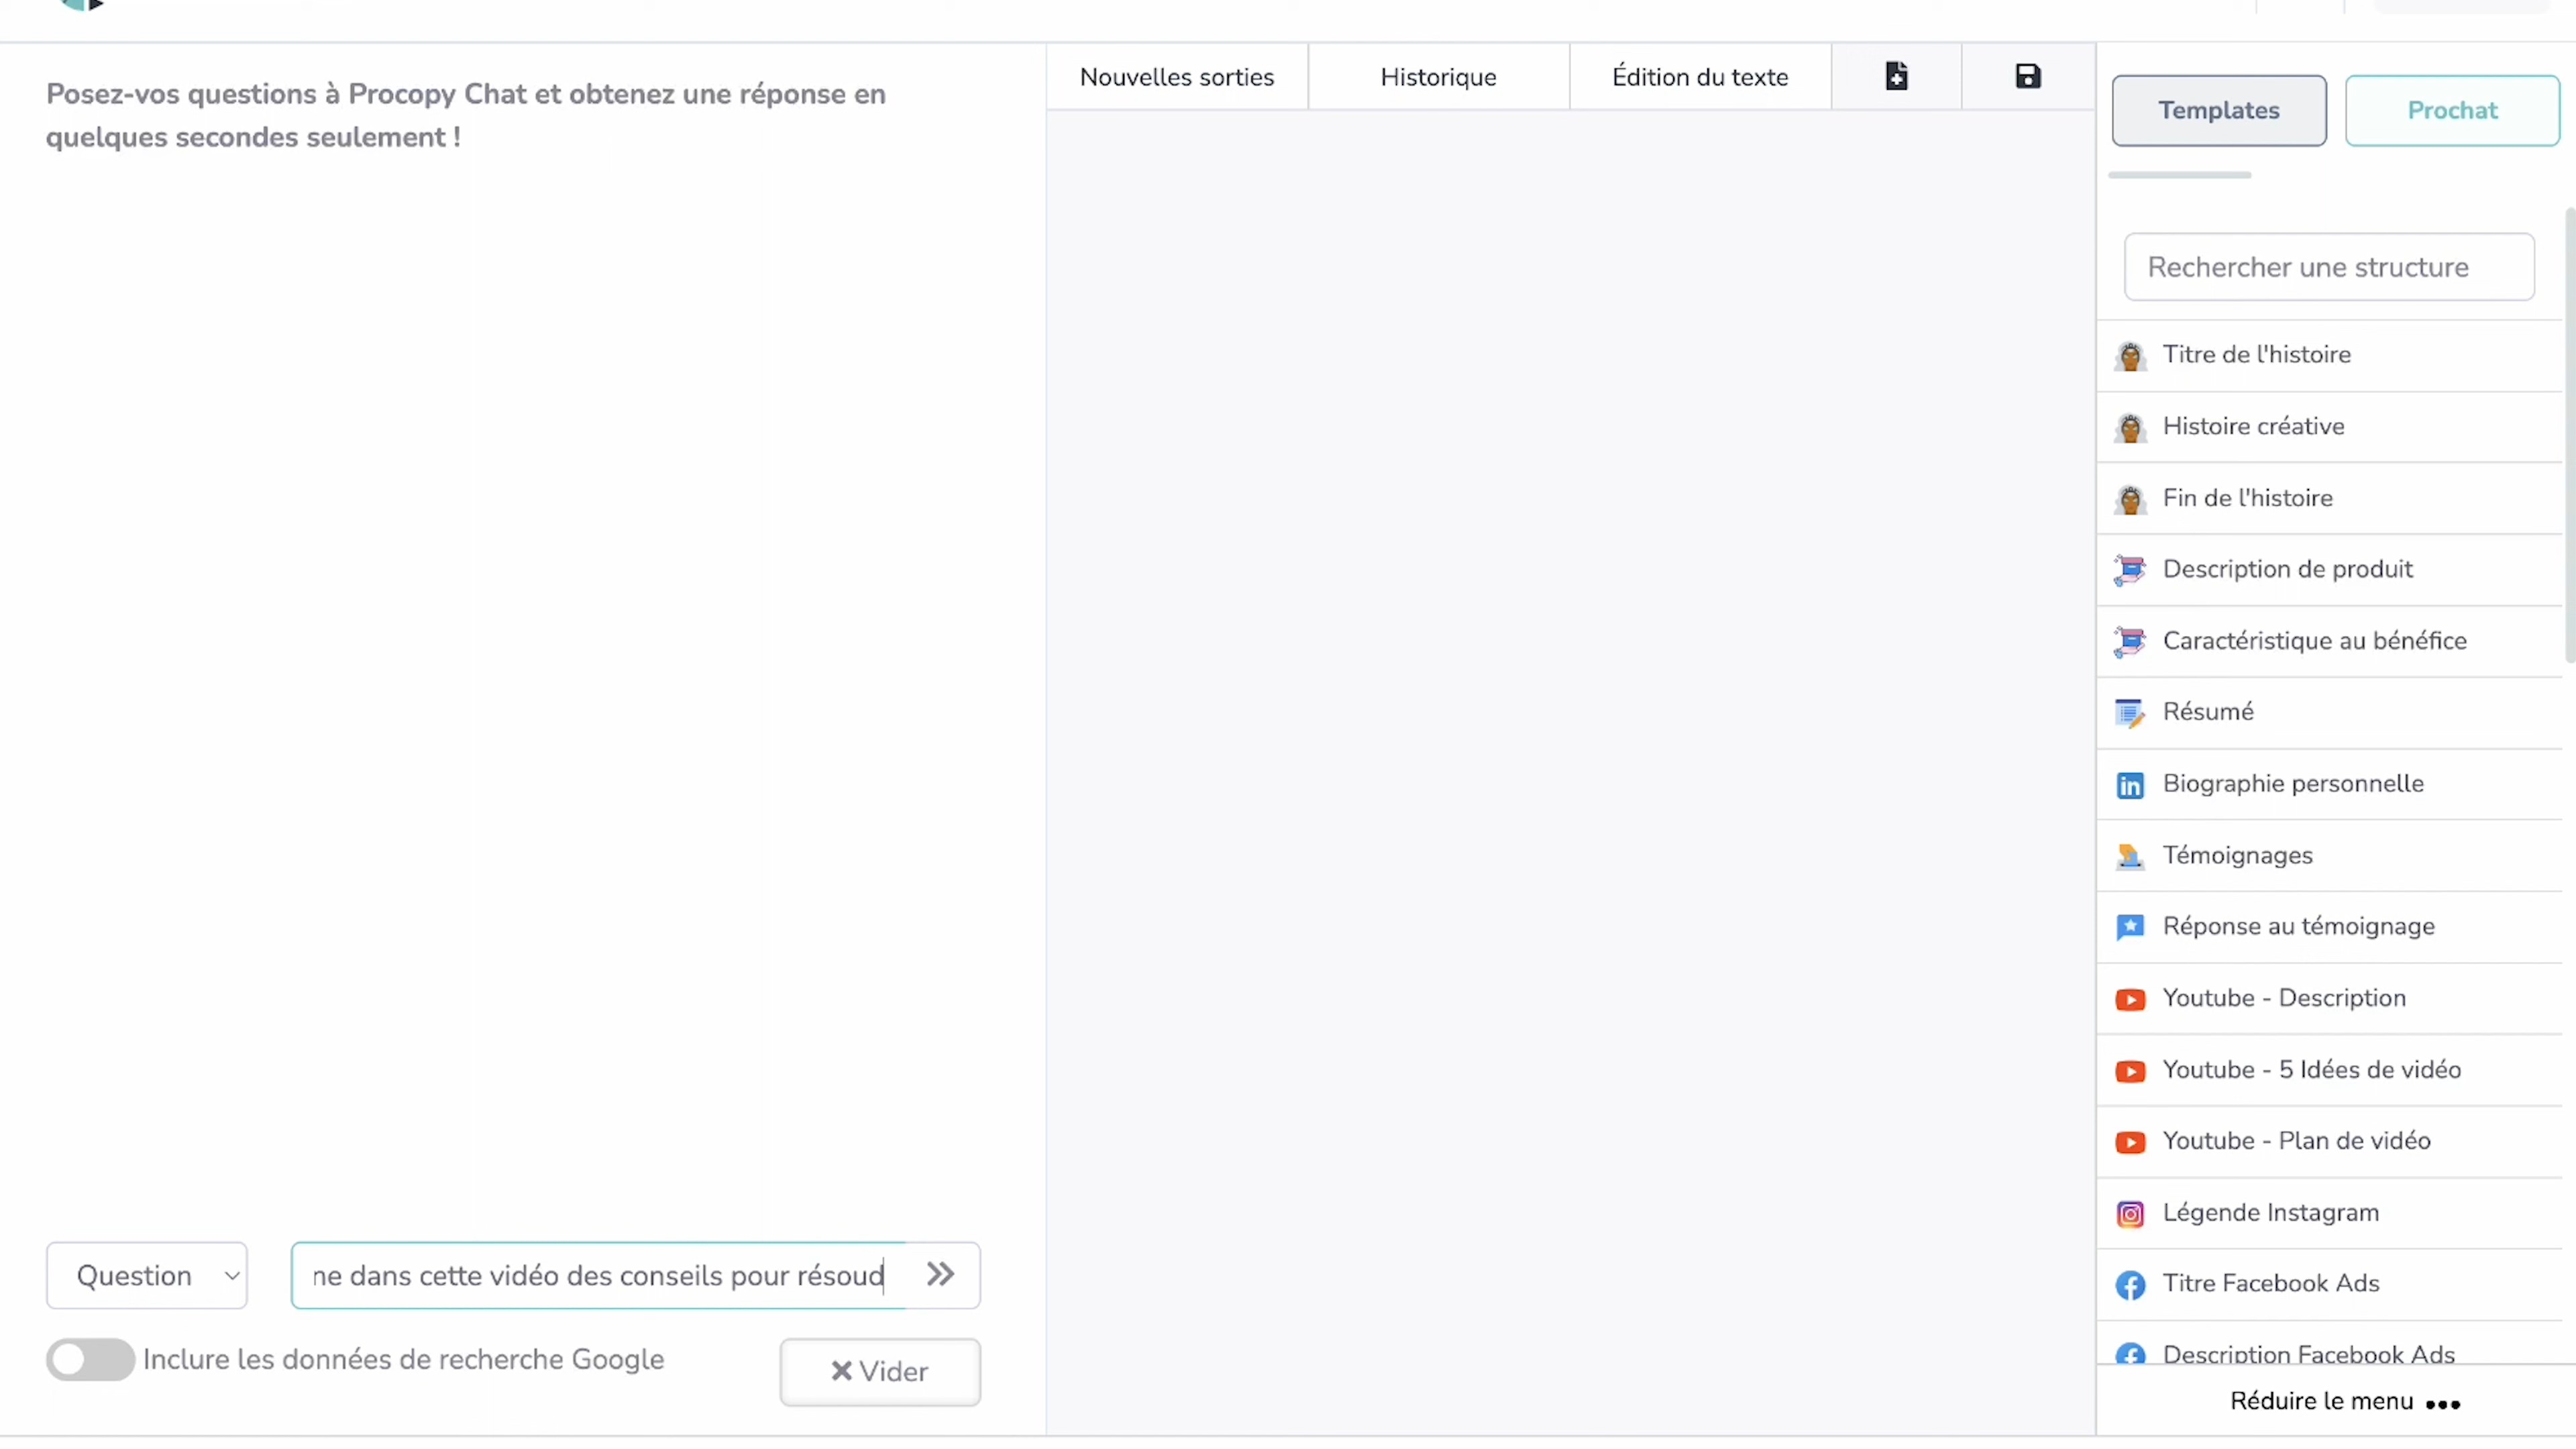 Posez-vos questions à Procopy Chat et obtenez une réponse en
quelques secondes seulement !
Question
ne dans cette vidéo des conseils pour résoud
Inclure les données de recherche Google
Vider
Nouvelles sorties
Historique
Édition du texte
Templates
Prochat
Rechercher une structure
Titre de l'histoire
Histoire créative
Fin de l'histoire
Description de produit
Caractéristique au bénéfice
Résumé
Biographie personnelle
Témoignages
Réponse au témoignage
Youtube - Description
Youtube - 5 Idées de vidéo
Youtube - Plan de vidéo
Légende Instagram
Titre Facebook Ads
Description Facebook Ads
Réduire le menu